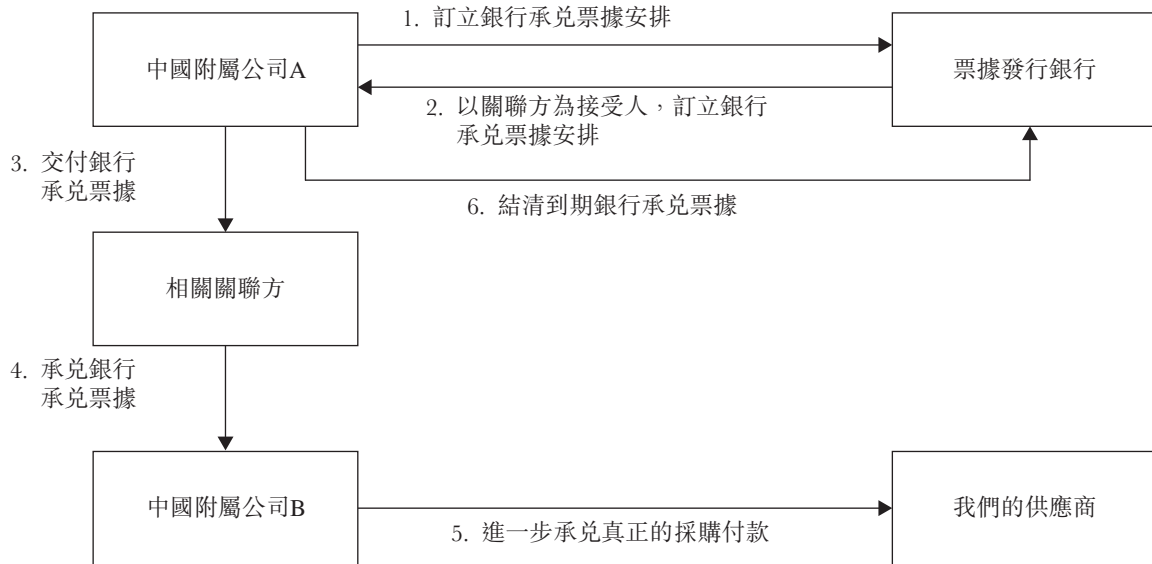 1. 訂立銀行承兌票據安排
中國附屬公司A
票據發行銀行
2. 以關聯方為接受人，訂立銀行
承兌票據安排
3. 交付銀行
承兌票據
6. 結清到期銀行承兌票據
相關關聯方
4. 承兌銀行
承兌票據
中國附屬公司B
我們的供應商
5. 進一步承兌真正的採購付款